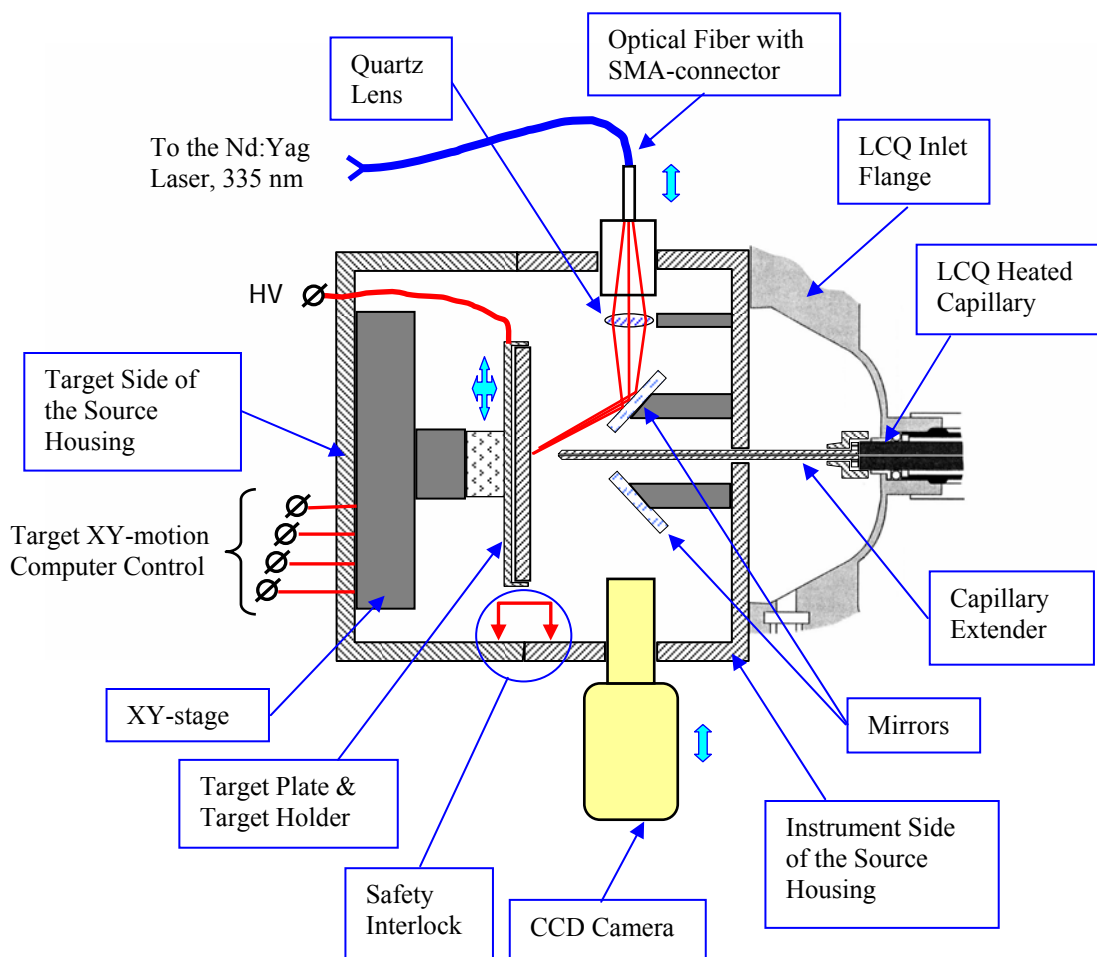 Optical Fiber with
SMA-connector
Quartz
Lens
To the Nd:Yag
Laser, 335 nm
LCQ Inlet
Flange
LCQ Heated
Capillary
HV
Target Side of
the Source
Housing
Target XY-motion
Computer Control
Capillary
Extender
XY-stage
Mirrors
Target Plate &
Target Holder
Instrument Side
of the Source
Housing
Safety
Interlock
CCD Camera